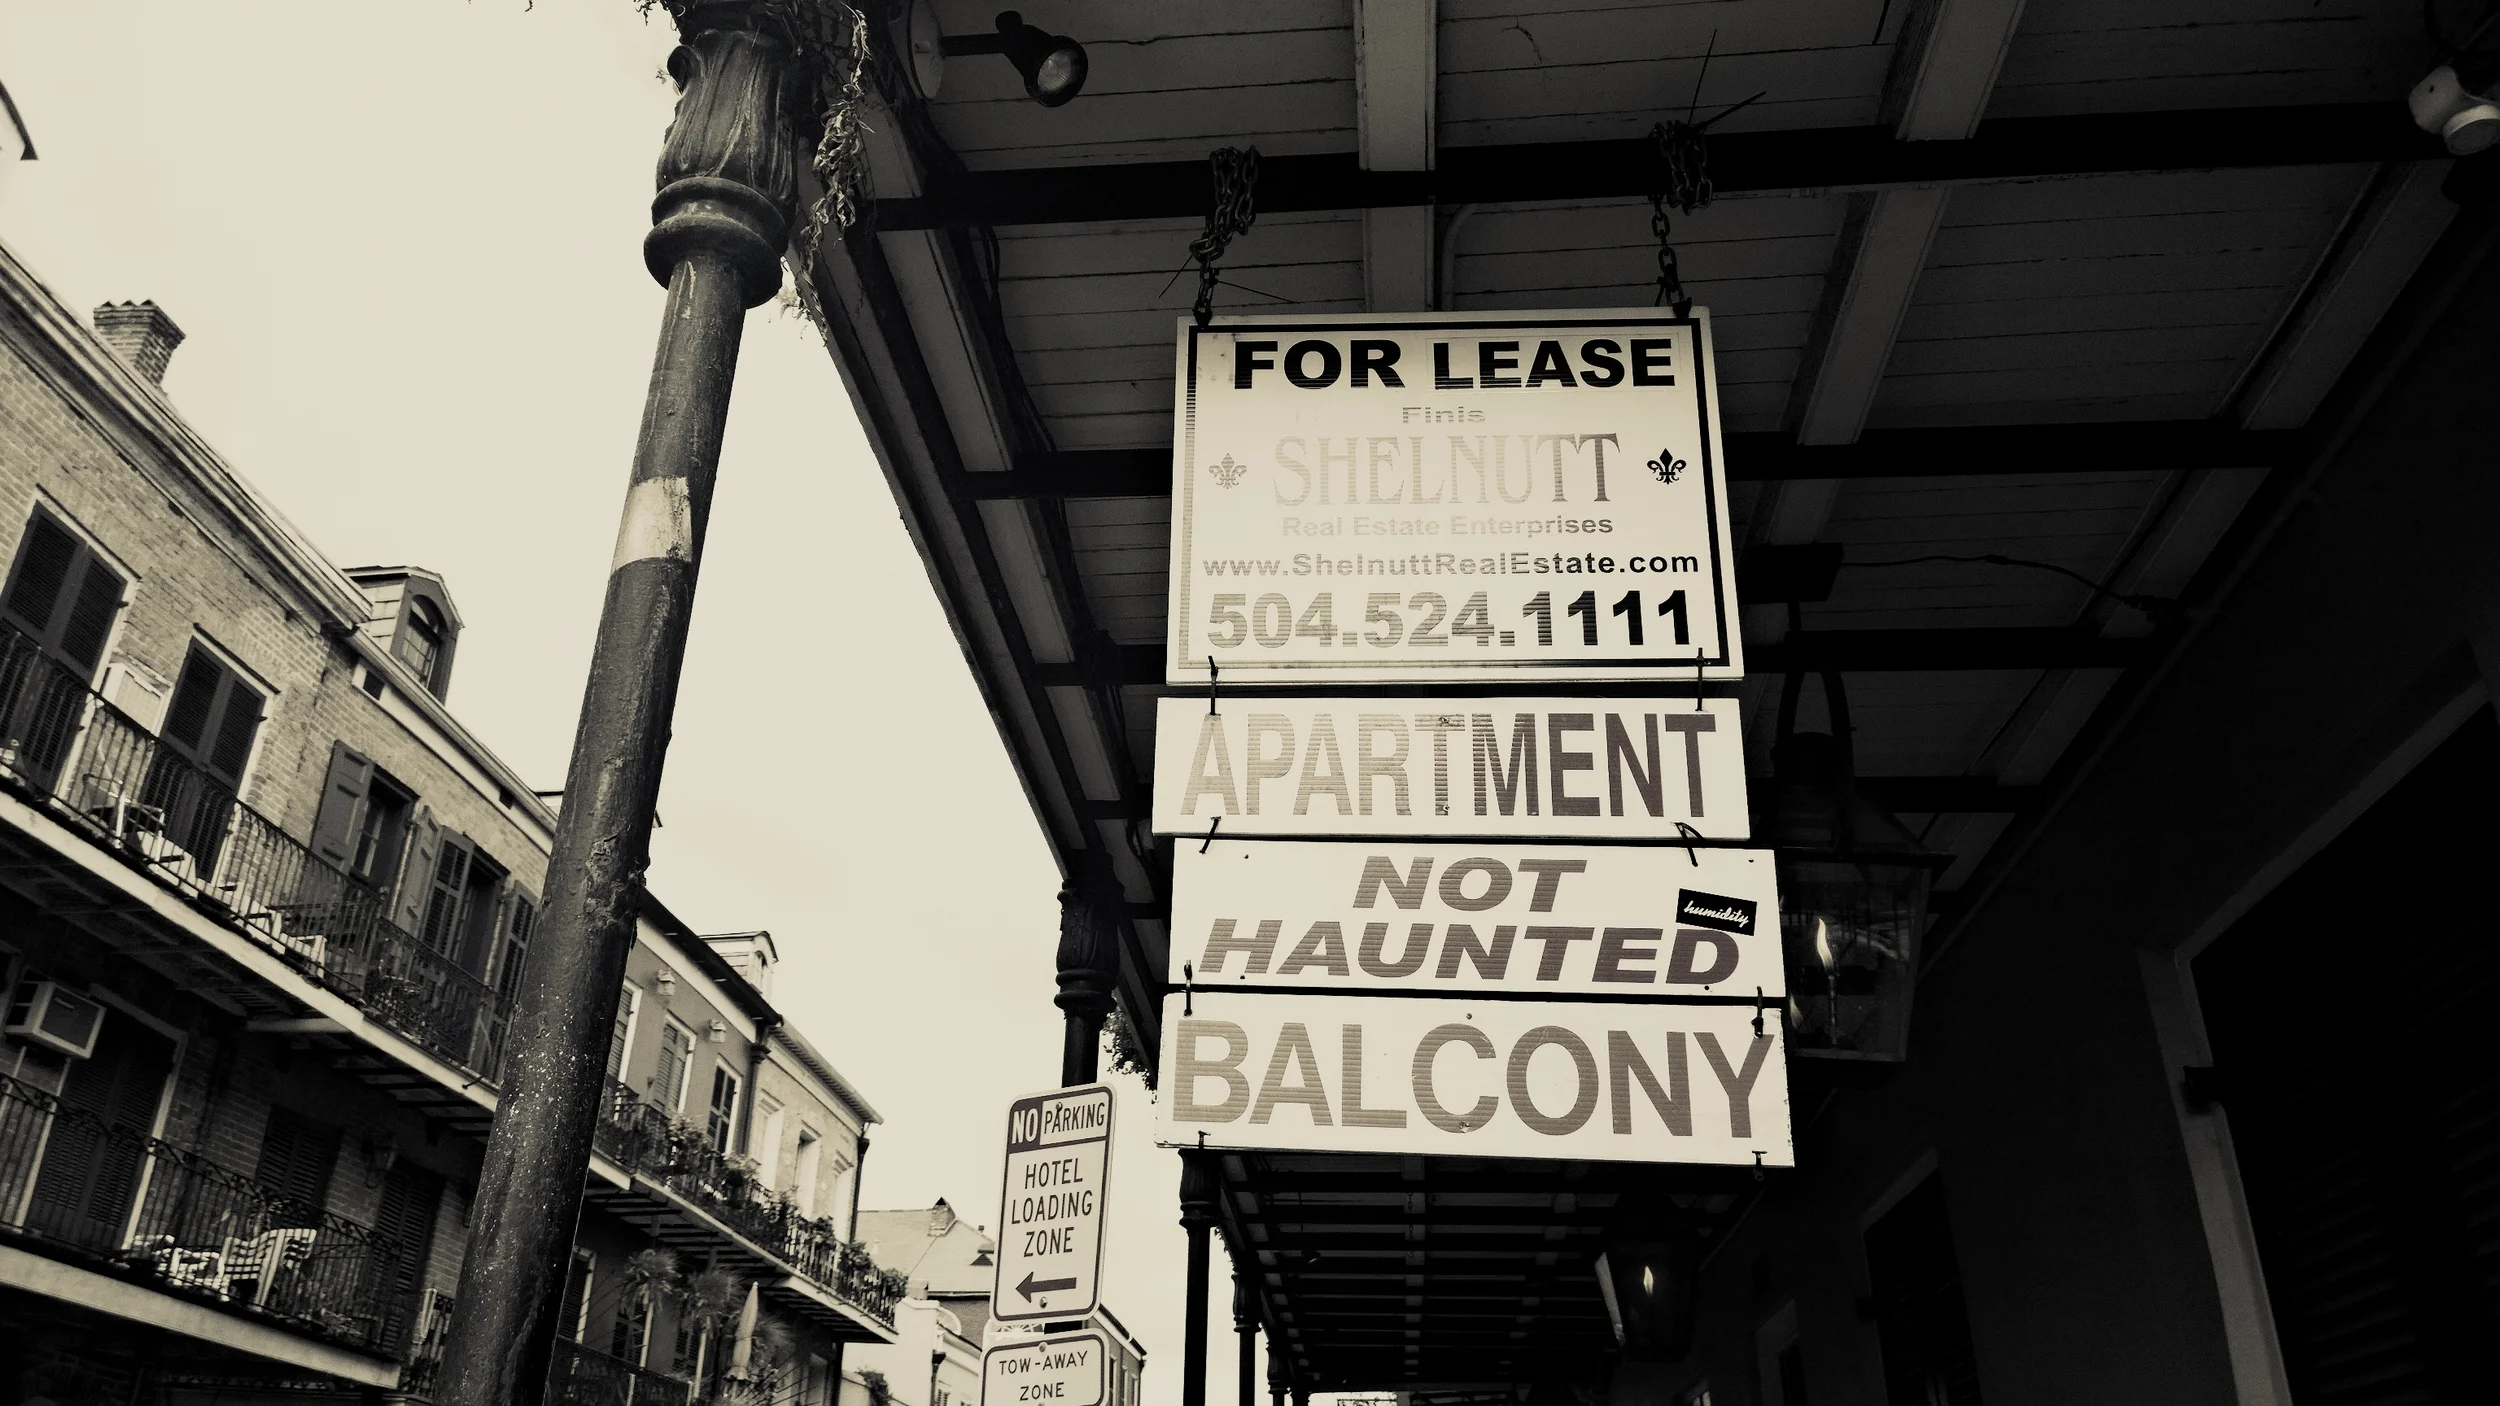 FOR LEASE
Finis
SHELNUTT
Real Estate Enterprises
www.ShelnuttRealEstate.com
504.524.1111
APARTMENT
NOT
humidity
HAUNTED
BALCONY
NO PARKING
HOTEL
LOADING
ZONE
TOW-AWAY
ZONE